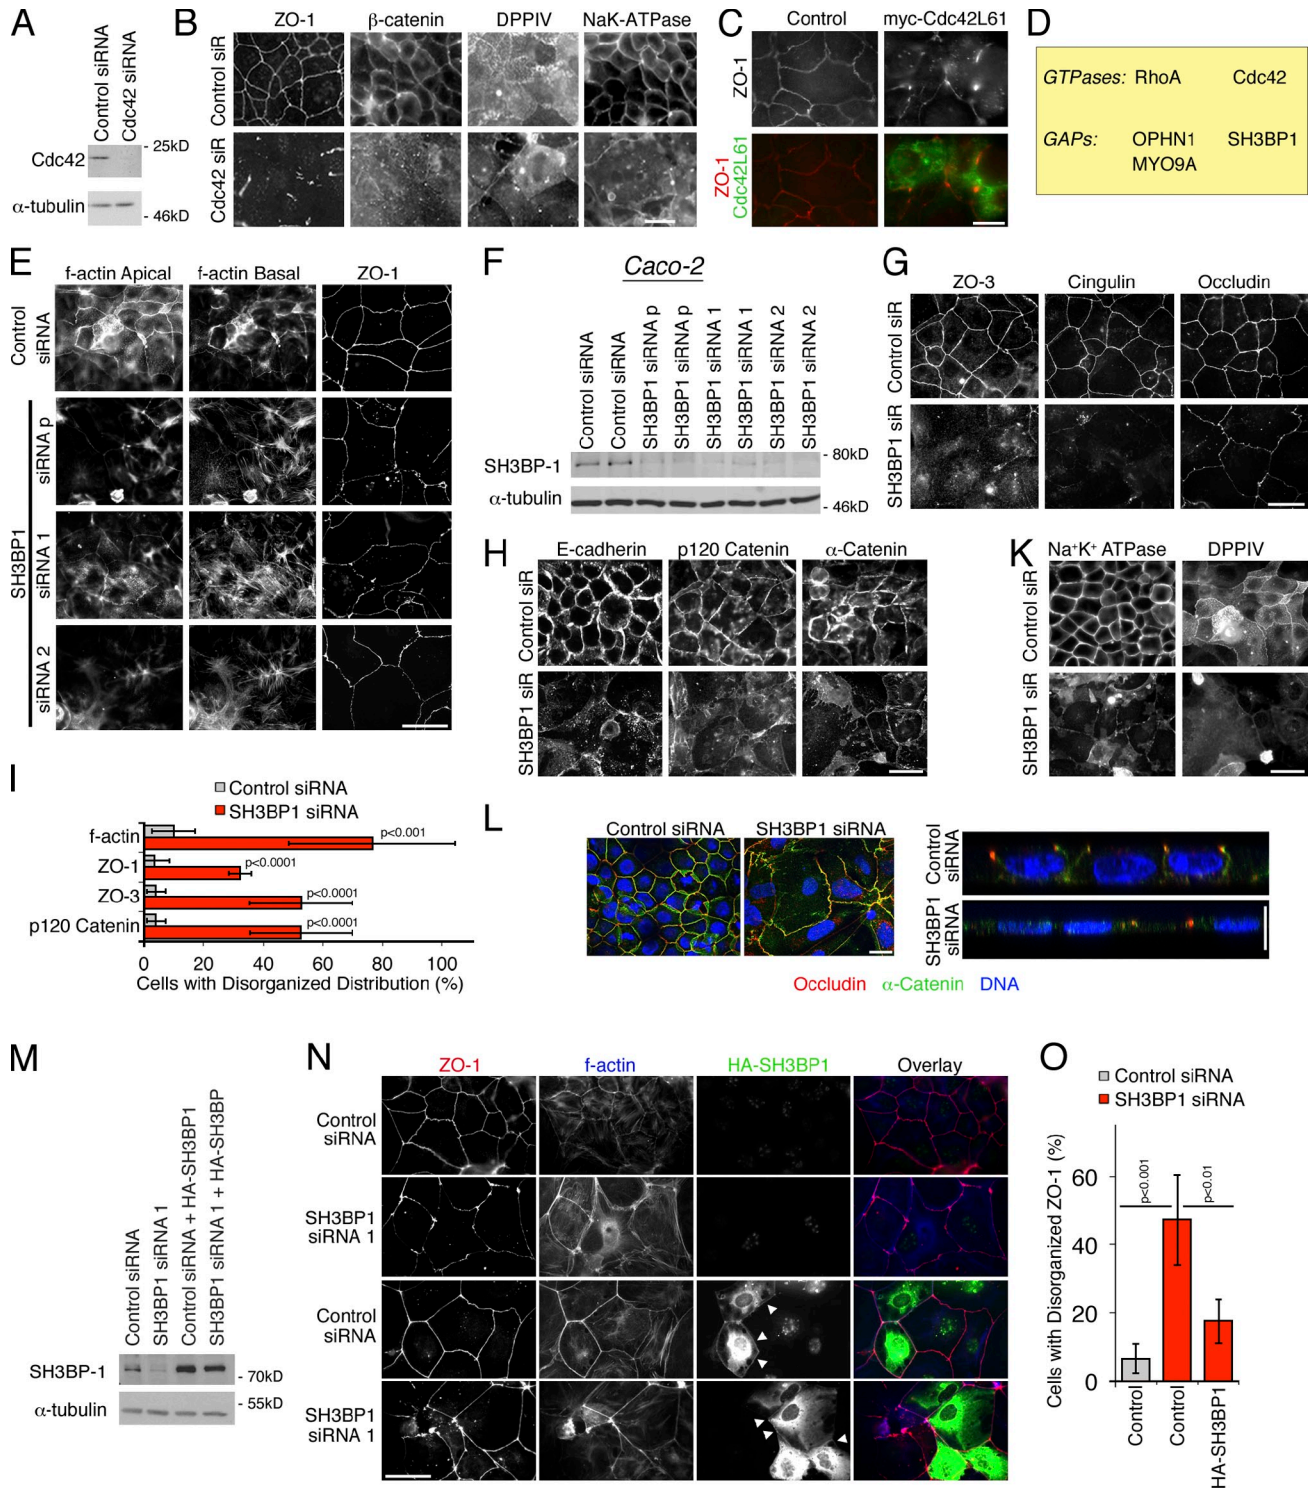 A
Control siRNA
Cdc42 siRNA
Cdc42
- 25kD
α-tubulin
- 46kD
B
ZO-1
β-catenin
DPPIV
NaK-ATPase
Control siR
Cdc42 siR
C
Control
myc-Cdc42L61
ZO-1
ZO-1
Cdc42L61
D
GTPases: RhoA Cdc42
GAPs: OPHN1 SH3BP1
MYO9A
E
f-actin Apical
f-actin Basal
ZO-1
Control
siRNA
SH3BP1
siRNA p
siRNA 1
siRNA 2
F
Caco-2
Control siRNA
Control siRNA
SH3BP1 siRNA p
SH3BP1 siRNA p
SH3BP1 siRNA 1
SH3BP1 siRNA 1
SH3BP1 siRNA 2
SH3BP1 siRNA 2
SH3BP-1
- 80kD
α-tubulin
- 46kD
G
ZO-3
Cingulin
Occludin
Control siR
SH3BP1 siR
H
E-cadherin
p120 Catenin
α-Catenin
Control siR
SH3BP1 siR
K
Na+K+ ATPase
DPPIV
Control siR
SH3BP1 siR
I
Control siRNA
SH3BP1 siRNA
f-actin
p<0.001
ZO-1
p<0.0001
ZO-3
p<0.0001
p120 Catenin
p<0.0001
0 20 40 60 80 100
Cells with Disorganized Distribution (%)
L
Control siRNA
SH3BP1 siRNA
Control
siRNA
SH3BP1
siRNA
Occludin α-Catenin DNA
M
Control siRNA
SH3BP1 siRNA 1
Control siRNA + HA-SH3BP1
SH3BP1 siRNA 1 + HA-SH3BP
SH3BP-1
- 70kD
α-tubulin
- 55kD
N
ZO-1
f-actin
HA-SH3BP1
Overlay
Control
siRNA
SH3BP1
siRNA 1
Control
siRNA
SH3BP1
siRNA 1
O
Control siRNA
SH3BP1 siRNA
Cells with Disorganized ZO-1 (%)
60
40
20
0
p<0.001
p<0.01
Control
Control
HA-SH3BP1